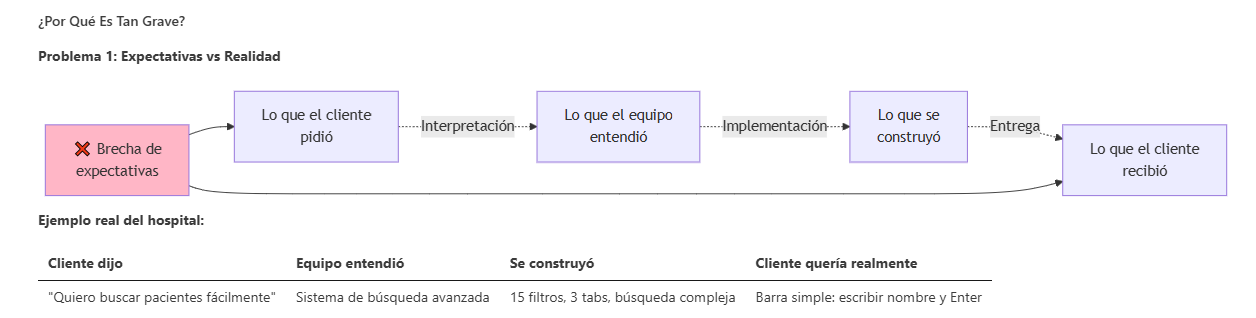 ¿Por Qué Es Tan Grave?
Problema 1: Expectativas vs Realidad
❌ Brecha de
expectativas
Lo que el cliente
pidió
Interpretación
Lo que el equipo
entendió
Implementación
Lo que se
construyó
Entrega
Lo que el cliente
recibió
Ejemplo real del hospital:
Cliente dijo Equipo entendió Se construyó Cliente quería realmente
"Quiero buscar pacientes fácilmente" Sistema de búsqueda avanzada 15 filtros, 3 tabs, búsqueda compleja Barra simple: escribir nombre y Enter